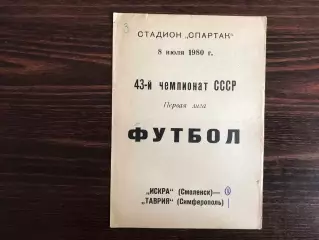 СТАДИОН „СПАРТАК"
8 июля 1980 г.
43-й чемпионат СССР
Первая лига
ФУТБОЛ
„ИСКРА" (Смоленск)—
„ТАВРИЯ" (Симферополь)